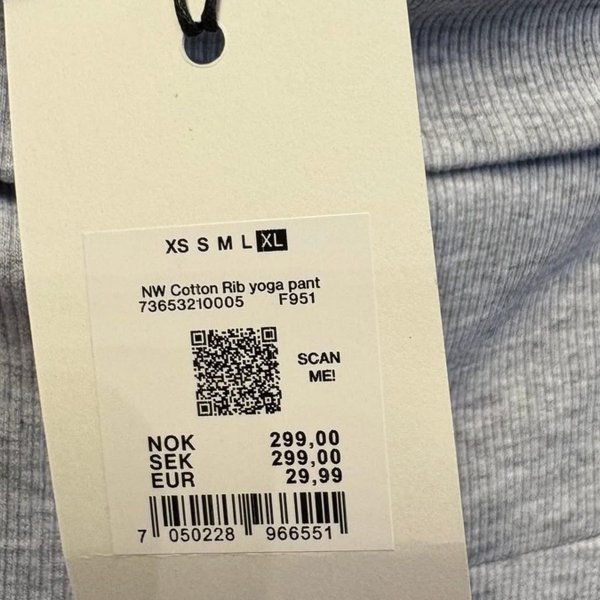 XS S M L XL
NW Cotton Rib yoga pant
73653210005 F951
SCAN
ME!
NOK 299,00
SEK 299,00
EUR 29,99
7 050228 966551